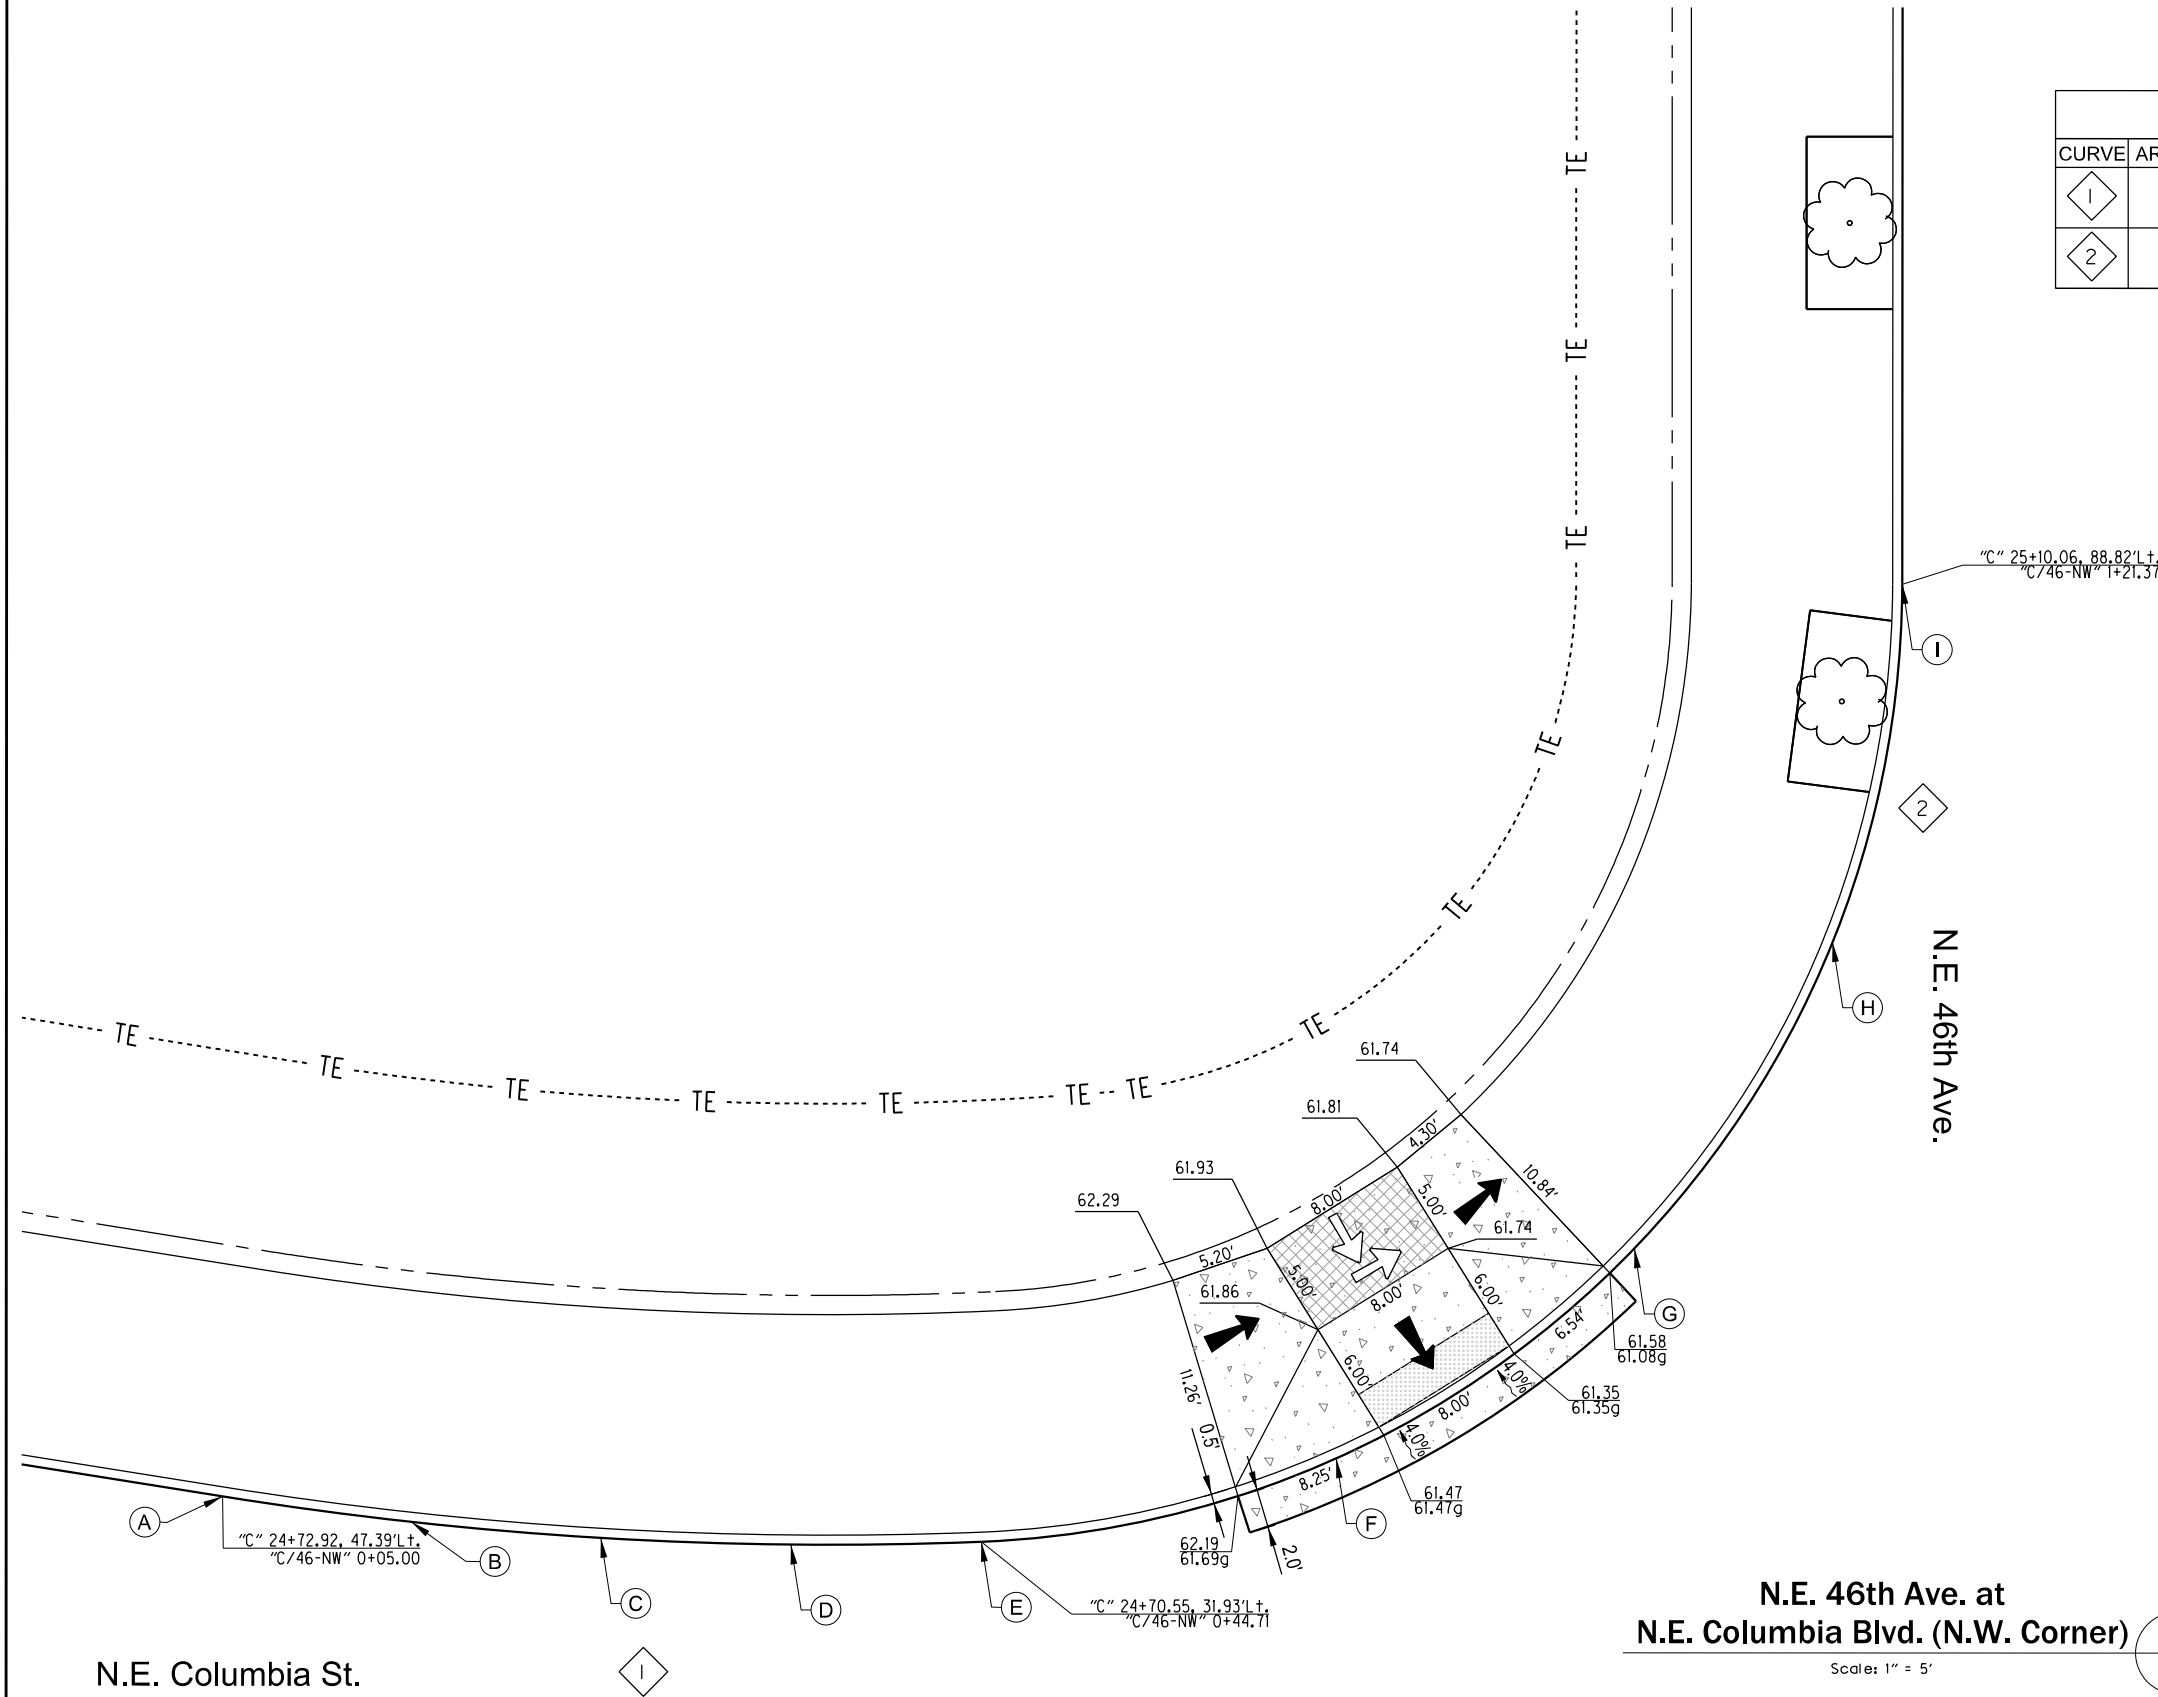 TE
CURVE AR
1
TE
2
TE
"C" 25+10.06, 88.82'Lt.
"C/46-NW" 1+21.37
I
TE
2
TE
N.E. 46th Ave.
H
TE
TE
TE
TE
TE
TE
TE
TE
61.74
61.81
4.30'
61.93
10.84'
62.29
8.00'
5.00'
61.74
5.20'
5.00'
61.86
8.00'
6.00'
G
6.54'
61.58
61.08g
6.00'
4.0%
11.26'
61.35
61.35g
8.00'
0.5'
4.0%
8.25'
61.47
61.47g
F
A
"C" 24+72.92, 47.39'Lt.
"C/46-NW" 0+05.00
B
62.19
61.69g
2.0'
C
D
E
"C" 24+70.55, 31.93'Lt.
"C/46-NW" 0+44.71
N.E. 46th Ave. at
N.E. Columbia Blvd. (N.W. Corner)
Scale: 1" = 5'
N.E. Columbia St.
1